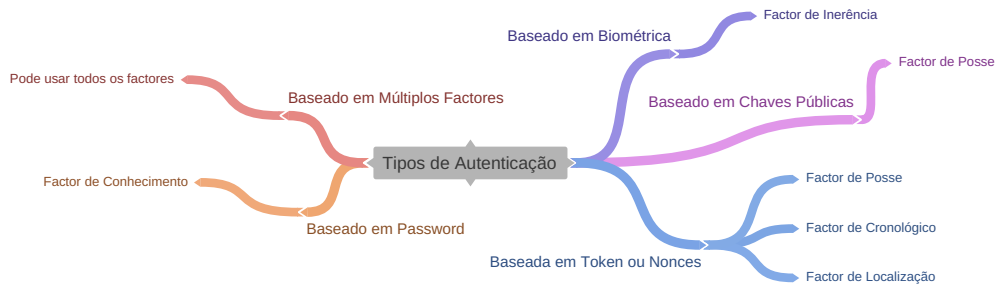 Factor de Inerência
Baseado em Biométrica
Factor de Posse
Pode usar todos os factores
Baseado em Múltiplos Factores
Baseado em Chaves Públicas
Tipos de Autenticação
Factor de Conhecimento
Factor de Posse
Baseado em Password
Factor de Cronológico
Baseada em Token ou Nonces
Factor de Localização